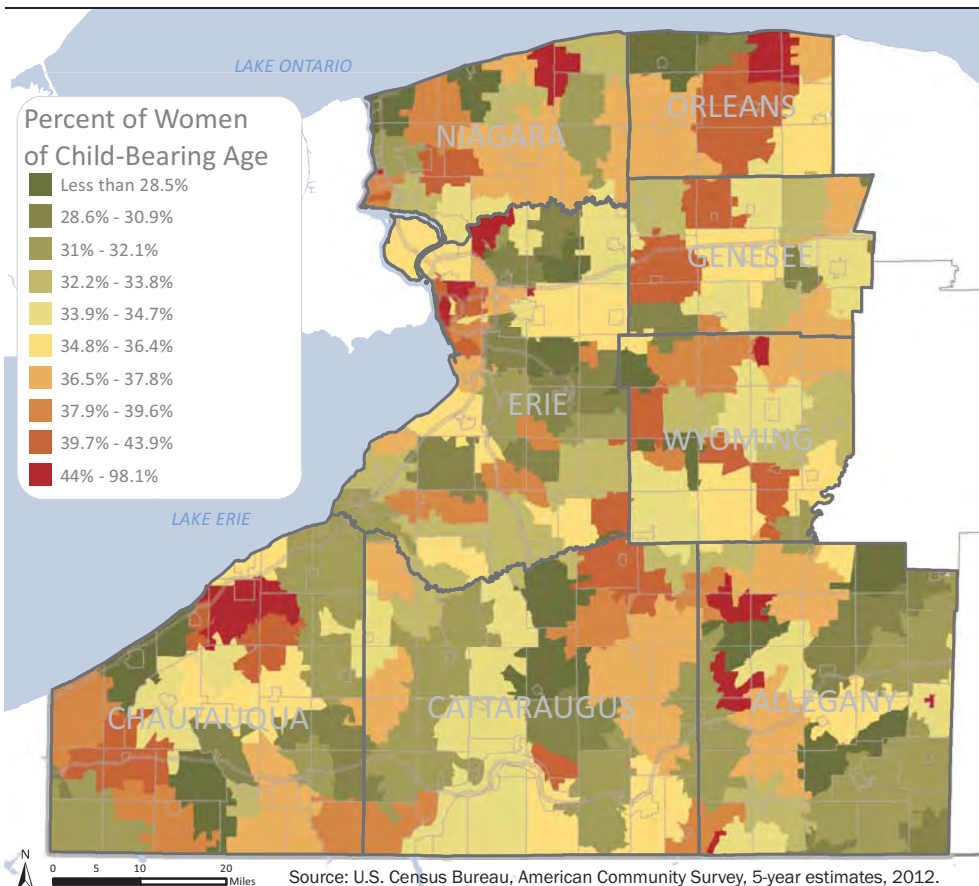 LAKE ONTARIO
Percent of Women
of Child-Bearing Age
Less than 28.5%
28.6% - 30.9%
31% - 32.1%
32.2% - 33.8%
33.9% - 34.7%
34.8% - 36.4%
36.5% - 37.8%
37.9% - 39.6%
39.7% - 43.9%
44% - 98.1%
NIAGARA
ORLEANS
GENESEE
ERIE
WYOMING
LAKE ERIE
CHAUTAUQUA
CATTARAUGUS
ALLEGANY
N
0 5 10 20
Miles
Source: U.S. Census Bureau, American Community Survey, 5-year estimates, 2012.